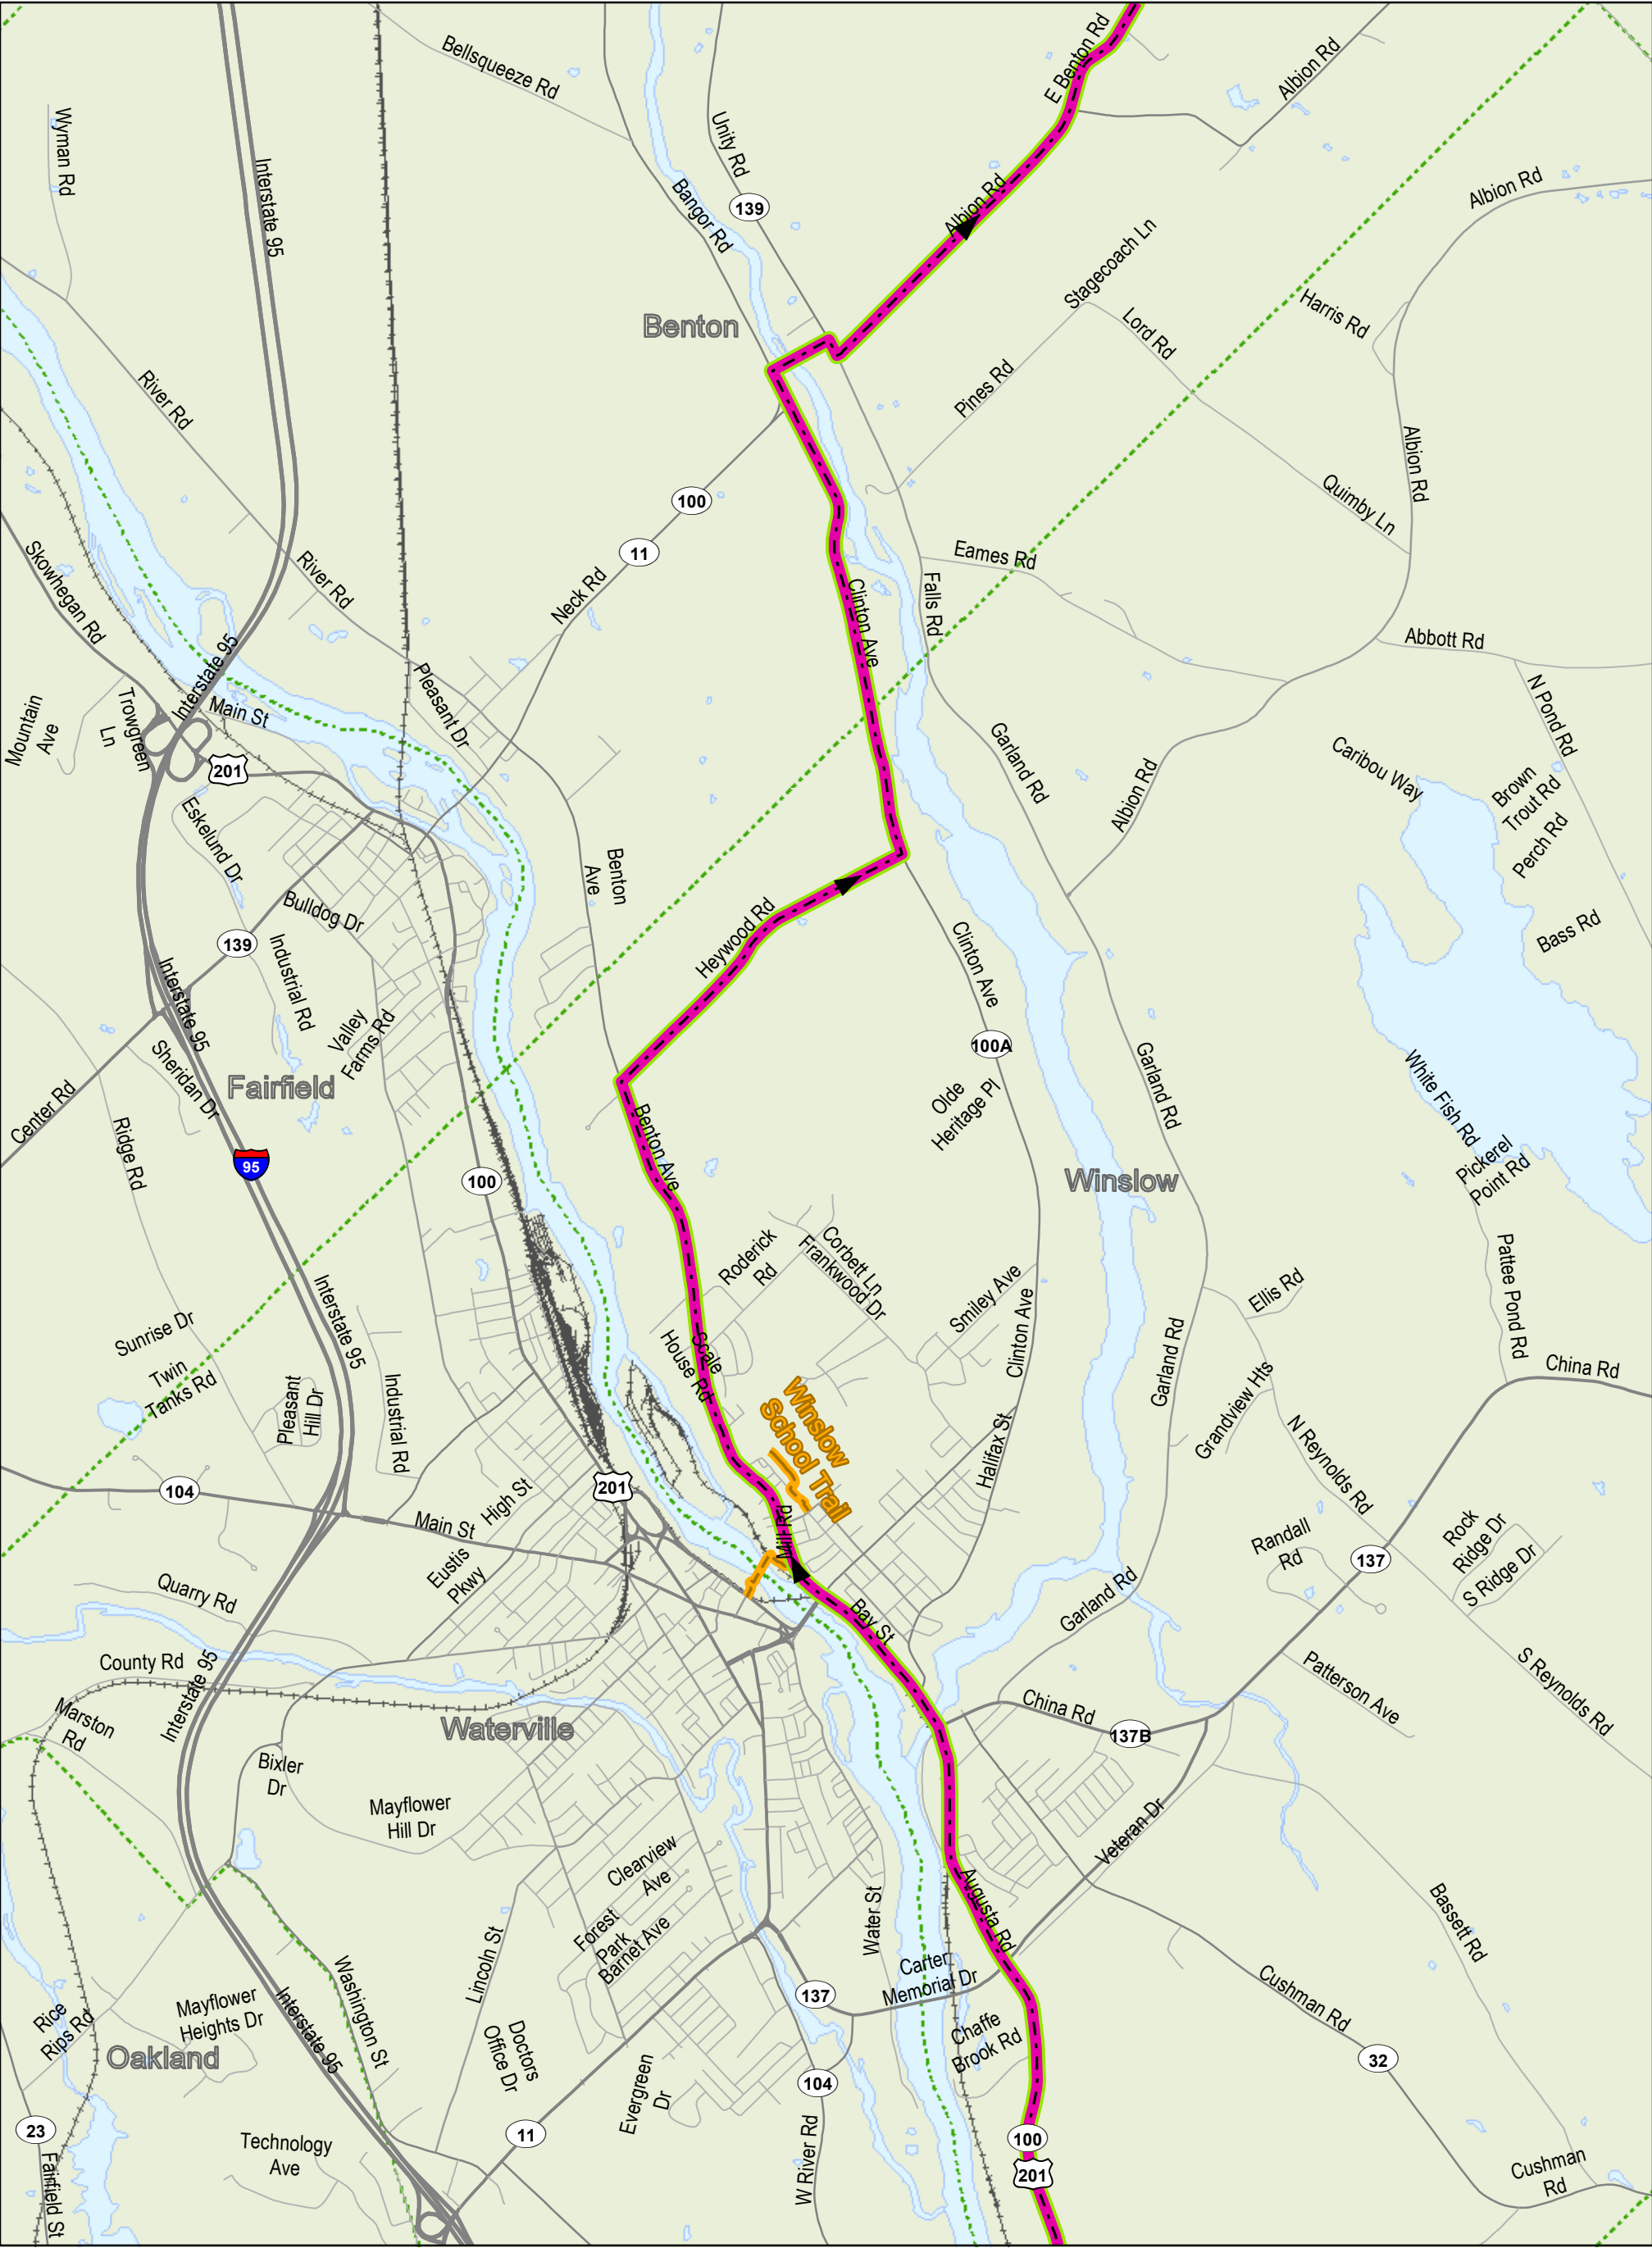 E Benton Rd
Albion Rd
Bellsqueeze Rd
Wyman Rd
Interstate 95
Unity Rd
139
Bangor Rd
Albion Rd
Albion Rd
Stagecoach Ln
Harris Rd
Benton
Lord Rd
Pines Rd
River Rd
Albion Rd
100
Quimby Ln
11
Eames Rd
Skowhegan Rd
River Rd
Neck Rd
Clinton Ave
Falls Rd
Abbott Rd
Interstate 95
Pleasant Dr
Main St
Trowgreen
Ln
Mountain
Ave
N Pond Rd
Garland Rd
Caribou Way
201
Albion Rd
Brown
Trout Rd
Perch Rd
Eskelund Dr
Benton
Ave
Bulldog Dr
Heywood Rd
Bass Rd
139
Industrial Rd
Clinton Ave
Interstate 95
Valley
Farms Rd
100A
Sheridan Dr
Fairfield
Garland Rd
Olde
Heritage Pl
White Fish Rd
Center Rd
Ridge Rd
Benton Ave
95
100
Winslow
Pickerel
Point Rd
Roderick
Rd
Corbett Ln
Frankwood Dr
Pattee Pond Rd
Smiley Ave
Ellis Rd
Interstate 95
Sunrise Dr
Scale
House Rd
Clinton Ave
Garland Rd
China Rd
Twin
Tanks Rd
Pleasant
Hill Dr
Industrial Rd
Winslow
School Trail
Grandview Hts
Halifax St
N Reynolds Rd
104
201
High St
Main St
Mill Rd
Rock
Ridge Dr
Randall
Rd
137
S Ridge Dr
Eustis
Pkwy
Quarry Rd
Garland Rd
Bay St
County Rd
Interstate 95
Patterson Ave
S Reynolds Rd
China Rd
137B
Marston
Rd
Waterville
Bixler
Dr
Mayflower
Hill Dr
Veteran Dr
Clearview
Ave
Augusta Rd
Bassett Rd
Water St
Forest
Park
Barnet Ave
Lincoln St
Carter
Memorial Dr
Washington St
Cushman Rd
137
Interstate 95
Mayflower
Heights Dr
Rice
Rips Rd
Chaffe
Brook Rd
Doctors
Office Dr
Oakland
32
Evergreen
Dr
104
23
11
100
Technology
Ave
Fairfield St
W River Rd
201
Cushman
Rd